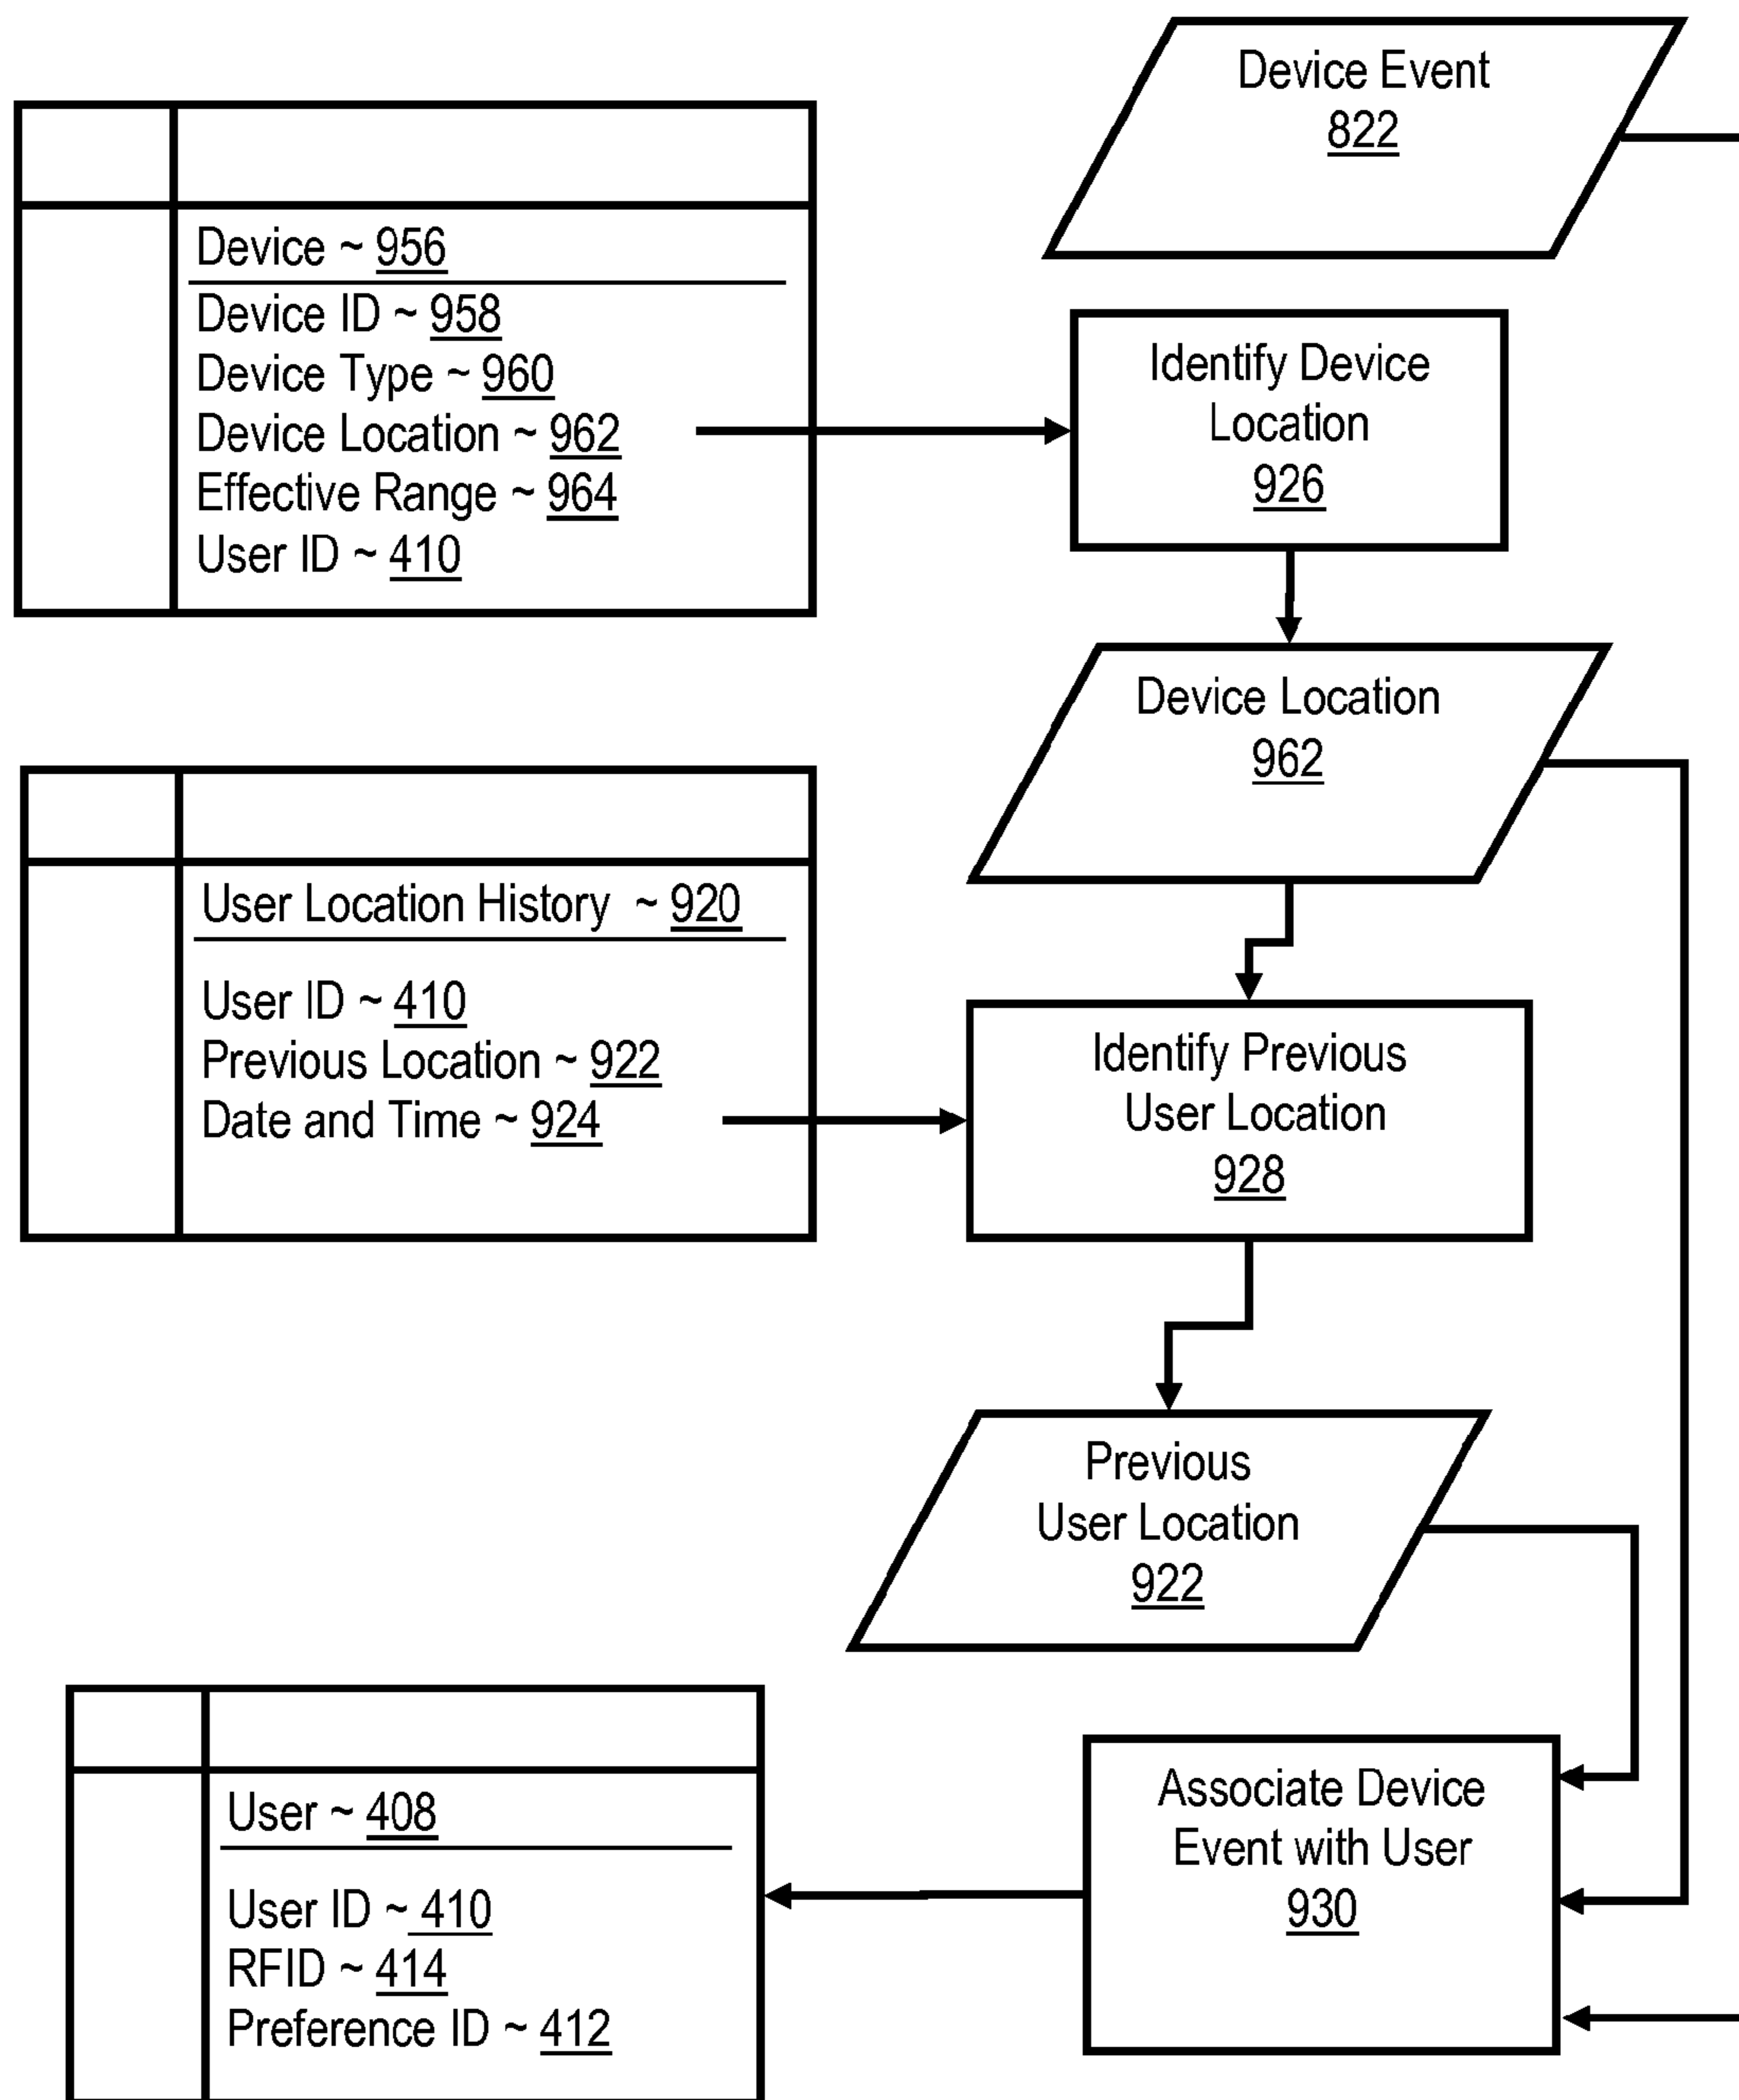 Device Event
822
Device ~ 956
Device ID ~ 958
Device Type ~ 960
Device Location ~ 962
Effective Range ~ 964
User ID ~ 410
Identify Device
Location
926
Device Location
962
User Location History ~ 920
User ID ~ 410
Previous Location ~ 922
Date and Time ~ 924
Identify Previous
User Location
928
Previous
User Location
922
User ~ 408
User ID ~ 410
RFID ~ 414
Preference ID ~ 412
Associate Device
Event with User
930